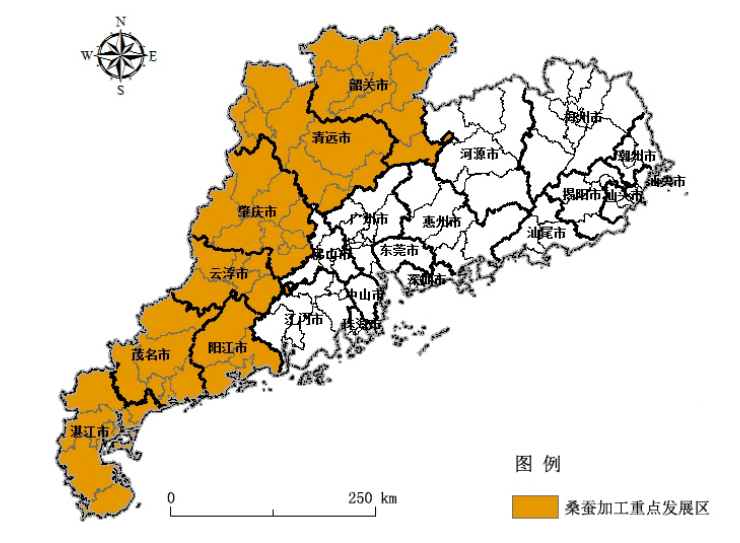 N
W E
S
韶关市
清远市
梅州市
河源市
潮州市
汕头市
揭阳市
汕头市
肇庆市
广州市
惠州市
汕尾市
佛山市
东莞市
云浮市
深圳市
中山市
江门市
珠海市
阳江市
茂名市
湛江市
图 例
0 250 km
桑蚕加工重点发展区